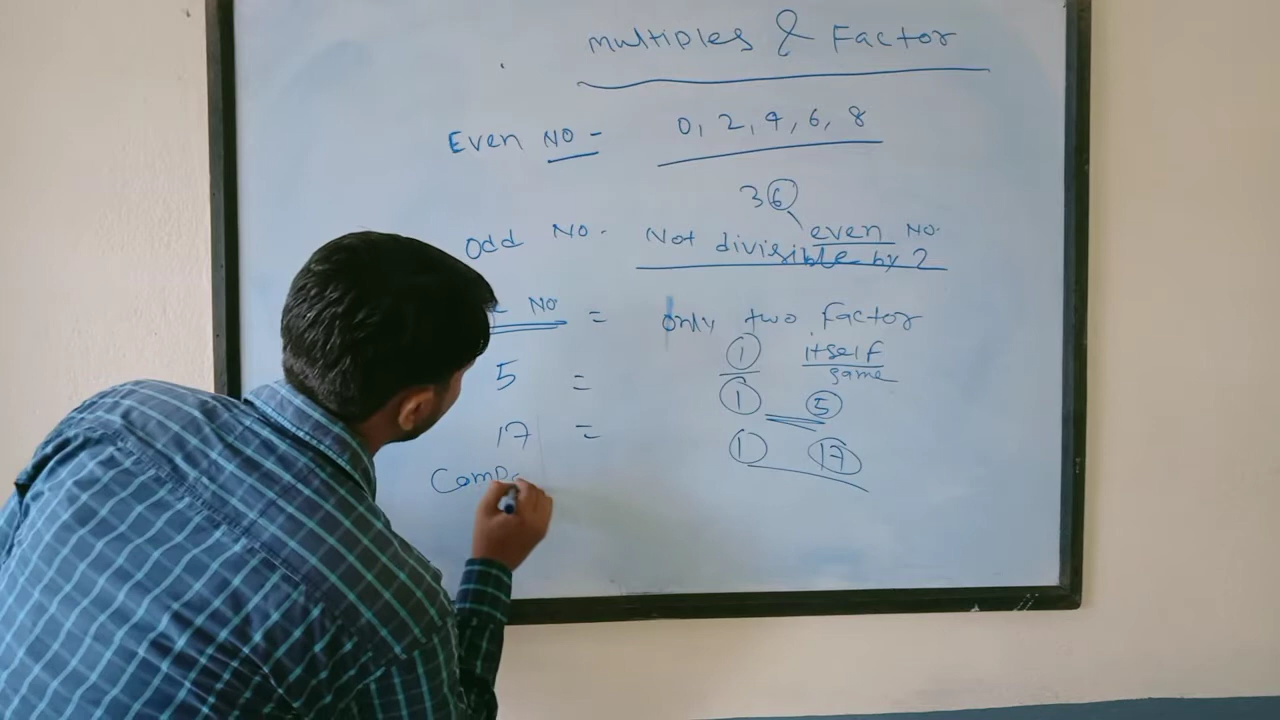 Multiples & Factor
Even NO - 0, 2, 4, 6, 8
36
even NO.
Odd NO. Not divisible by 2
NO = only two factor
1 itself
same
5 = 1 5
17 = 1 17
Comp